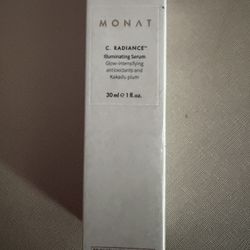 MONAT
C. RADIANCE™
Illuminating Serum
Glow-intensifying
antioxidants and
Kakadu plum
30 ml ℮ 1 fl.oz.